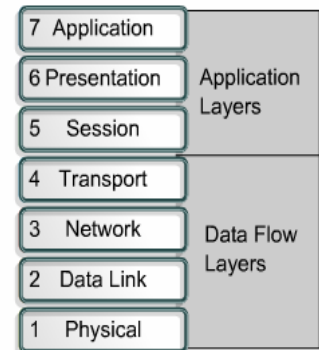 7 Application
6 Presentation
5 Session
Application
Layers
4 Transport
3 Network
2 Data Link
1 Physical
Data Flow
Layers